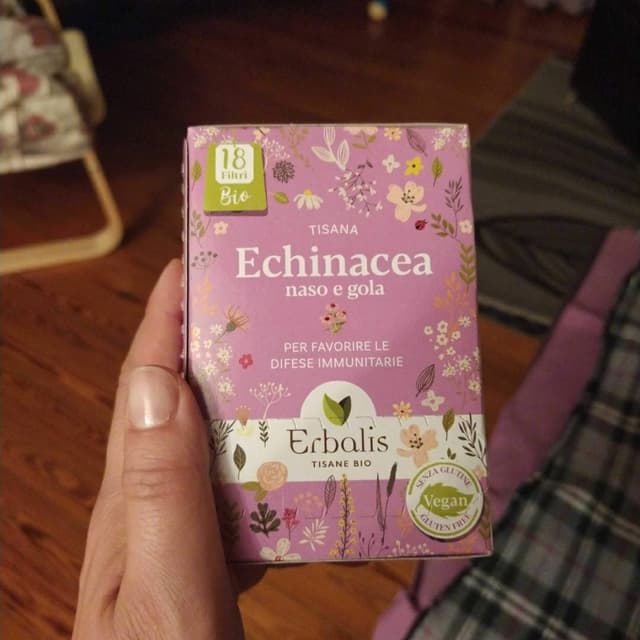 18
Filtri
Bio
TISANA
Echinacea
naso e gola
PER FAVORIRE LE
DIFESE IMMUNITARIE
Erbalis
TISANE BIO
SENZA GLUTINE
Vegan
GLUTEN FREE